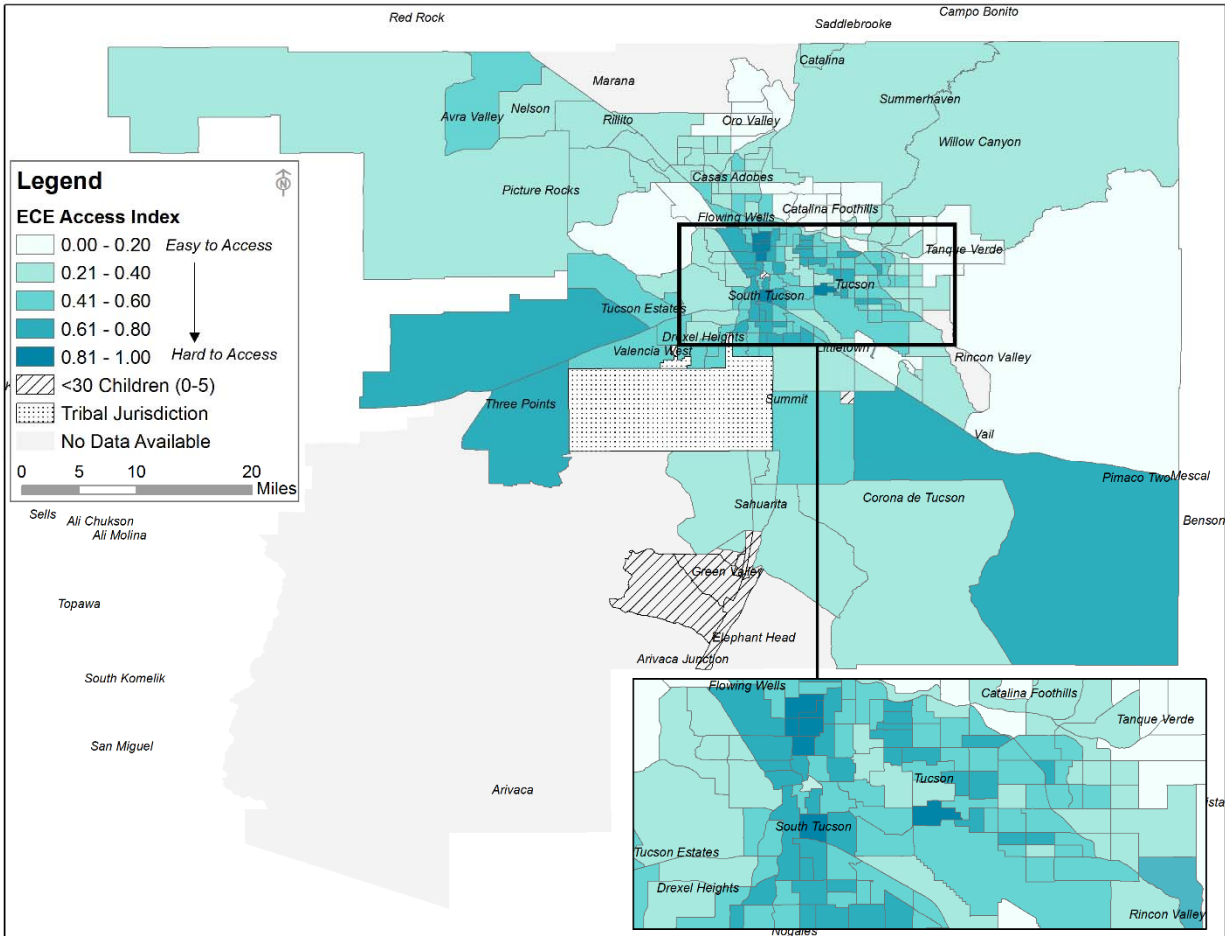 Red Rock
Campo Bonito
Saddlebrooke
Catalina
Marana
Summerhaven
Nelson
Avra Valley
Rillito
Oro Valley
Willow Canyon
Casas Adobes
Picture Rocks
Flowing Wells
Catalina Foothills
Tanque Verde
South Tucson
Tucson
Tucson Estates
Drexel Heights
Valencia West
Littletown
Rincon Valley
Three Points
Summit
Vail
Pimaco Two
Mescal
Sahuarita
Corona de Tucson
Benson
Green Valley
Elephant Head
Arivaca Junction
Legend
N
ECE Access Index
0.00 - 0.20
Easy to Access
0.21 - 0.40
0.41 - 0.60
0.61 - 0.80
0.81 - 1.00
Hard to Access
<30 Children (0-5)
Tribal Jurisdiction
No Data Available
0 5 10 20
Miles
Sells
Ali Chukson
Ali Molina
Topawa
South Komelik
San Miguel
Arivaca
Flowing Wells
Catalina Foothills
Tanque Verde
Tucson
South Tucson
Tucson Estates
Drexel Heights
Rincon Valley